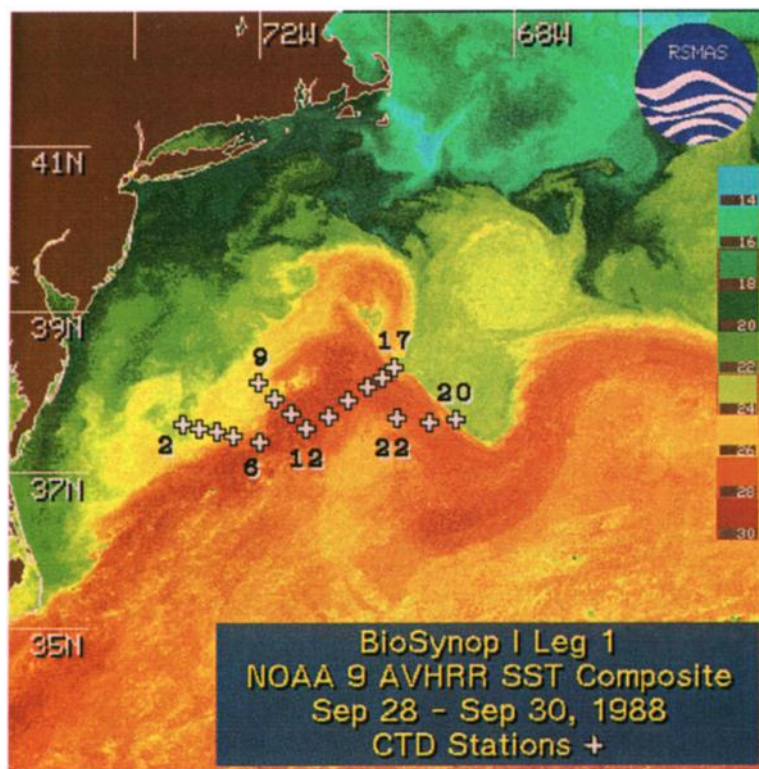 72W
68W
RSMAS
41N
14
16
18
39N
20
17
22
9
20
24
2
6
12
22
26
37N
28
30
35N
BioSynop I Leg 1
NOAA 9 AVHRR SST Composite
Sep 28 - Sep 30, 1988
CTD Stations +